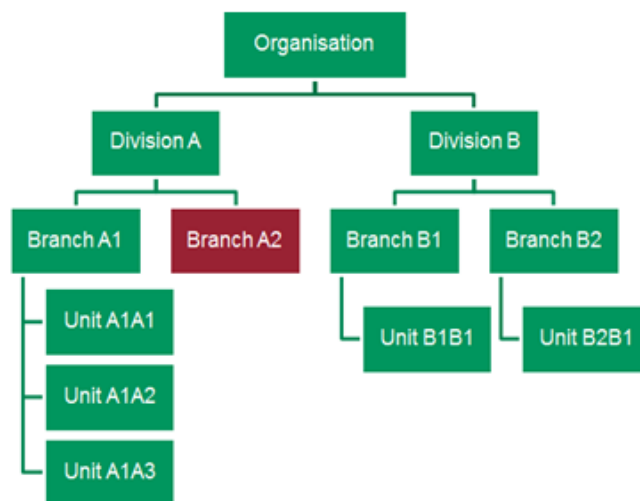 Organisation
Division A
Division B
Branch A1
Branch A2
Branch B1
Branch B2
Unit A1A1
Unit B1B1
Unit B2B1
Unit A1A2
Unit A1A3